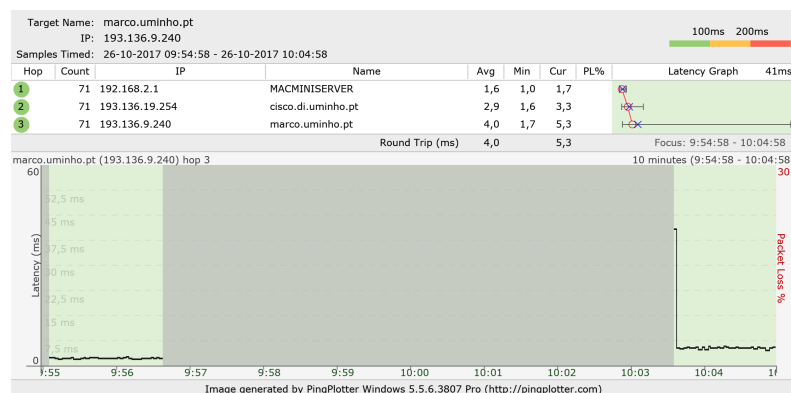 Target Name: marco.uminho.pt
IP: 193.136.9.240
Samples Timed: 26-10-2017 09:54:58 - 26-10-2017 10:04:58
100ms 200ms
Hop Count IP Name Avg Min Cur PL% Latency Graph 41ms
1 71 192.168.2.1 MACMINISERVER 1,6 1,0 1,7
2 71 193.136.19.254 cisco.di.uminho.pt 2,9 1,6 3,3
3 71 193.136.9.240 marco.uminho.pt 4,0 1,7 5,3
Round Trip (ms) 4,0 5,3 Focus: 9:54:58 - 10:04:58
marco.uminho.pt (193.136.9.240) hop 3 10 minutes (9:54:58 - 10:04:58
60 30
52,5 ms
45 ms
37,5 ms
30 ms
22,5 ms
15 ms
7,5 ms
0
Latency (ms)
Packet Loss %
9:55 9:56 9:57 9:58 9:59 10:00 10:01 10:02 10:03 10:04
Image generated by PingPlotter Windows 5.5.6.3807 Pro (http://pingplotter.com)